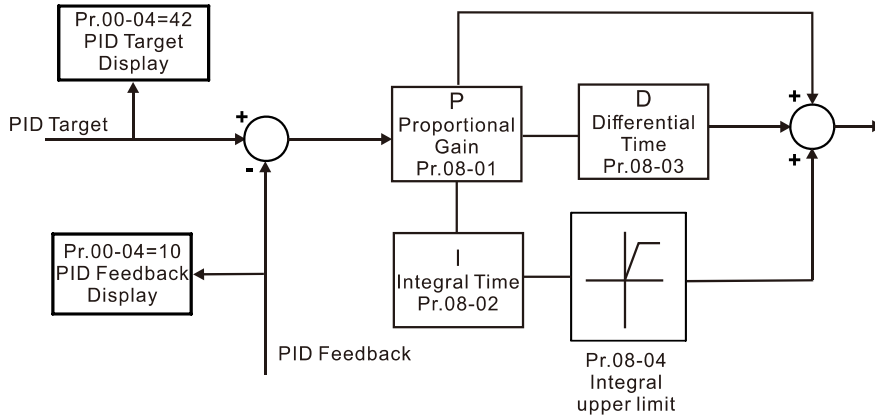 Pr.00-04=42
PID Target
Display
PID Target
+
-
P
Proportional
Gain
Pr.08-01
D
Differential
Time
Pr.08-03
+
+
Pr.00-04=10
PID Feedback
Display
I
Integral Time
Pr.08-02
PID Feedback
Pr.08-04
Integral
upper limit